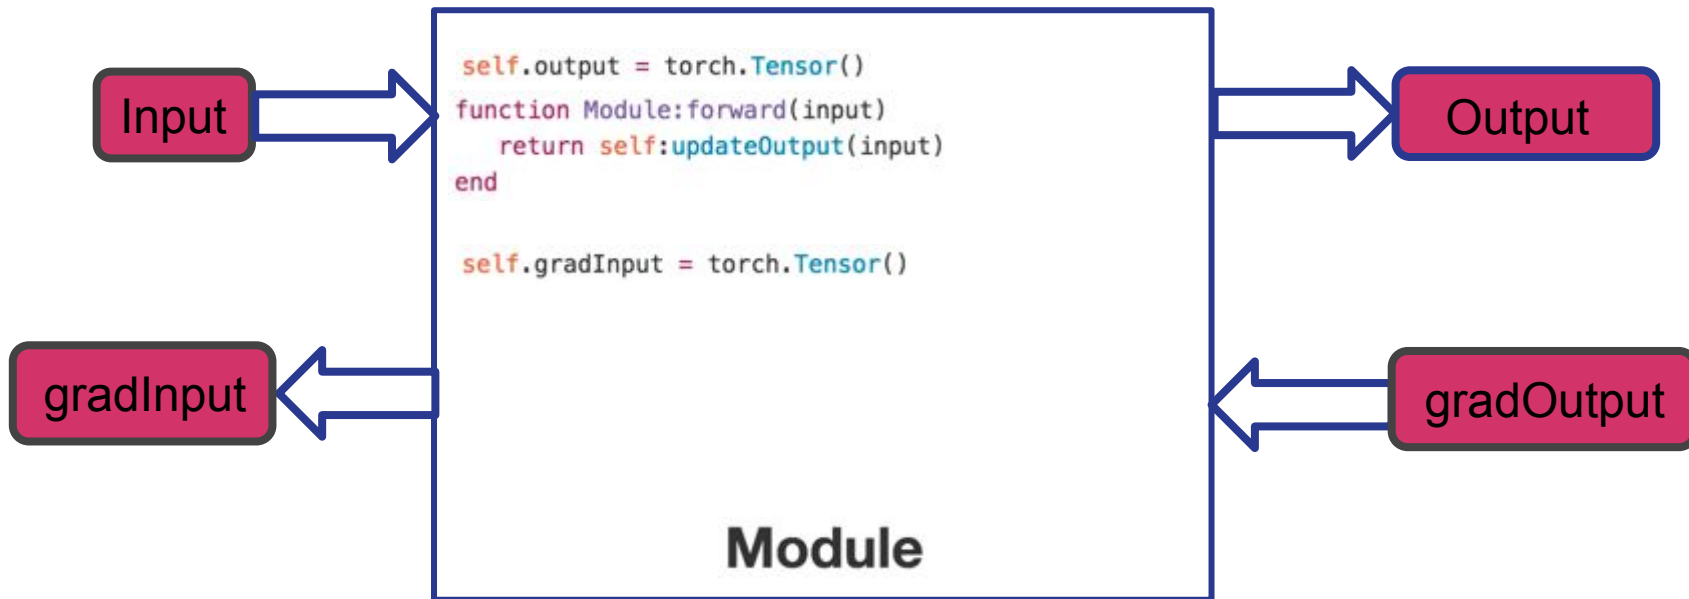 Input
self.output = torch.Tensor()
function Module:forward(input)
   return self:updateOutput(input)
end
Output
self.gradInput = torch.Tensor()
gradInput
gradOutput
Module